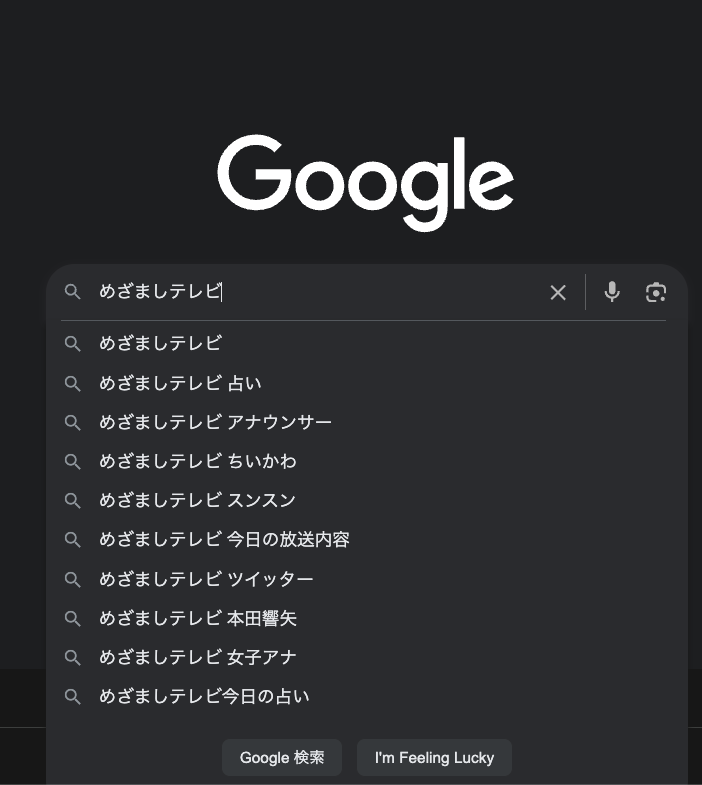 Google
めざましテレビ
めざましテレビ
めざましテレビ 占い
めざましテレビ アナウンサー
めざましテレビ ちいかわ
めざましテレビ スンスン
めざましテレビ 今日の放送内容
めざましテレビ ツイッター
めざましテレビ 本田響矢
めざましテレビ 女子アナ
めざましテレビ今日の占い
Google 検索
I'm Feeling Lucky